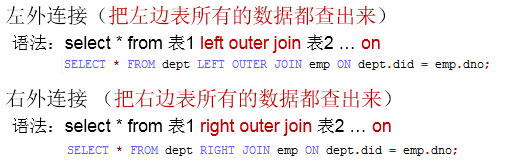 左外连接（把左边表所有的数据都查出来）
语法：select * from 表1 left outer join 表2 … on
SELECT * FROM dept LEFT OUTER JOIN emp ON dept.did = emp.dno;
右外连接 （把右边表所有的数据都查出来）
语法：select * from 表1 right outer join 表2 … on
SELECT * FROM dept RIGHT JOIN emp ON dept.did = emp.dno;